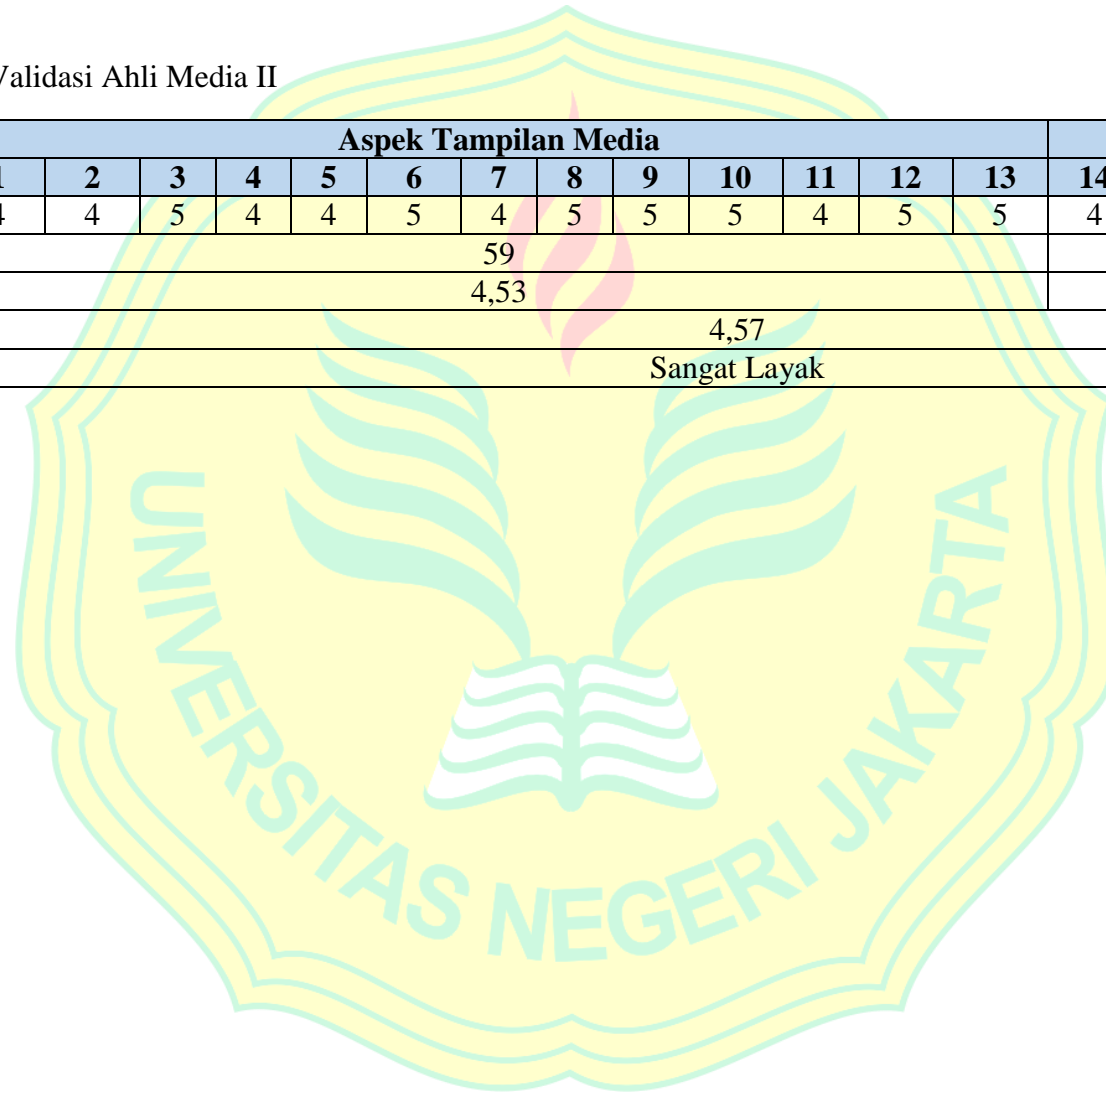 Validasi Ahli Media II
Aspek Tampilan Media
1 2 3 4 5 6 7 8 9 10 11 12 13 14
4 4 5 4 4 5 4 5 5 5 4 5 5 4
59
4,53
4,57
Sangat Layak
UNIVERSITAS NEGERI JAKARTA